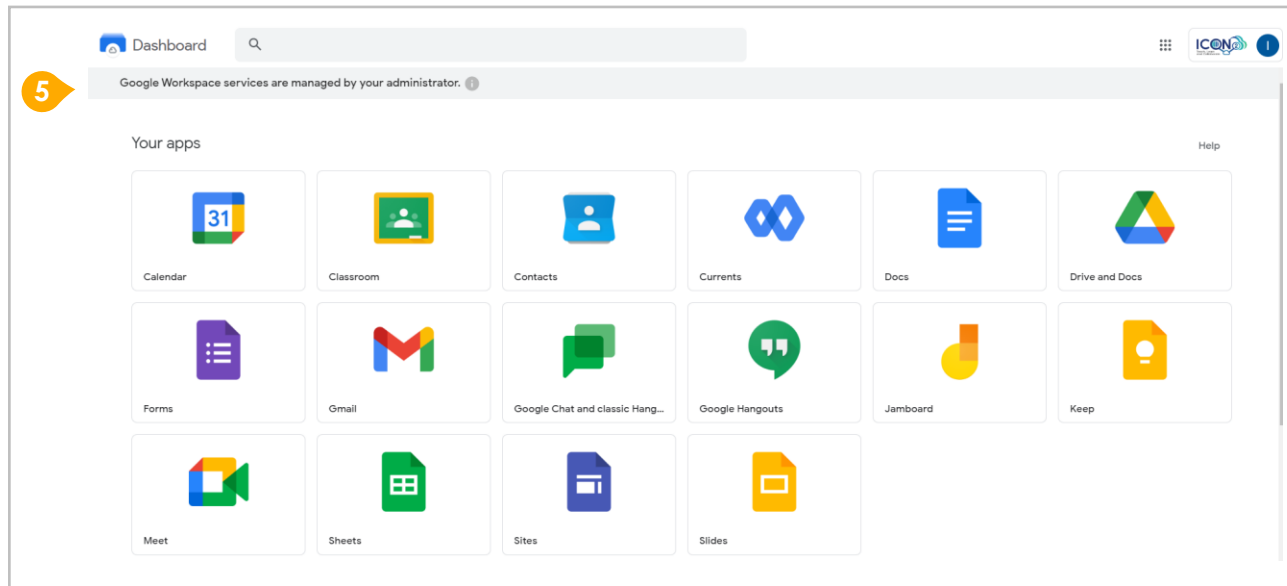 Dashboard
ICON
I
5
Google Workspace services are managed by your administrator.
Your apps
Help
31
Calendar
Classroom
Contacts
Currents
Docs
Drive and Docs
Forms
Gmail
Google Chat and classic Hang...
Google Hangouts
Jamboard
Keep
Meet
Sheets
Sites
Slides